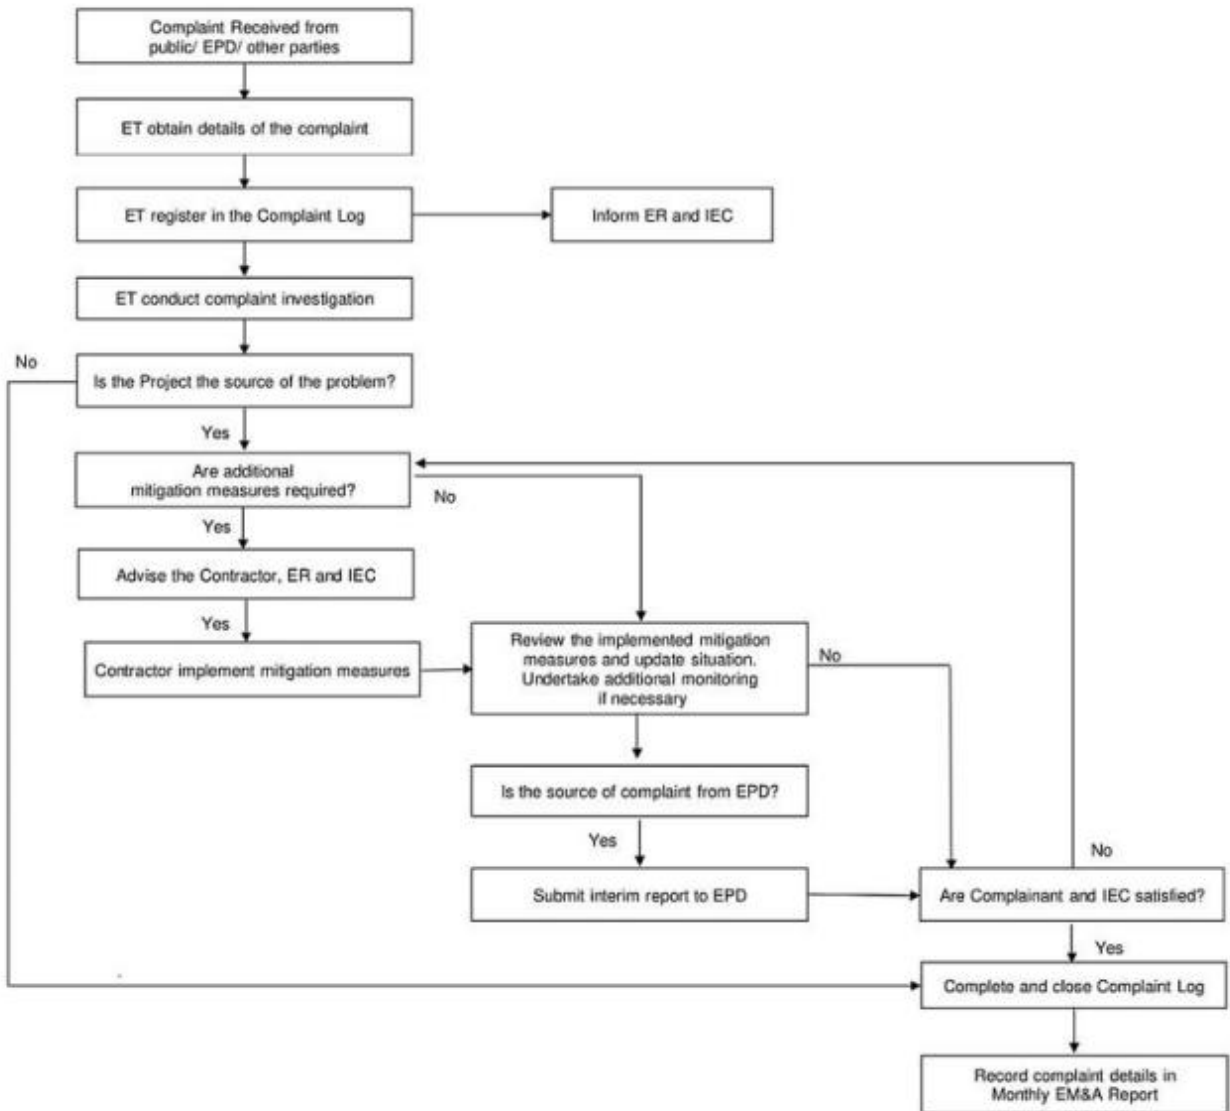 Complaint Received from
public/ EPD/ other parties
ET obtain details of the complaint
ET register in the Complaint Log
Inform ER and IEC
ET conduct complaint investigation
No
Is the Project the source of the problem?
Yes
Are additional
mitigation measures required?
No
Yes
Advise the Contractor, ER and IEC
Yes
Contractor implement mitigation measures
Review the implemented mitigation
measures and update situation.
Undertake additional monitoring
if necessary
No
Is the source of complaint from EPD?
Yes
Submit interim report to EPD
No
Are Complainant and IEC satisfied?
Yes
Complete and close Complaint Log
Record complaint details in
Monthly EM&A Report